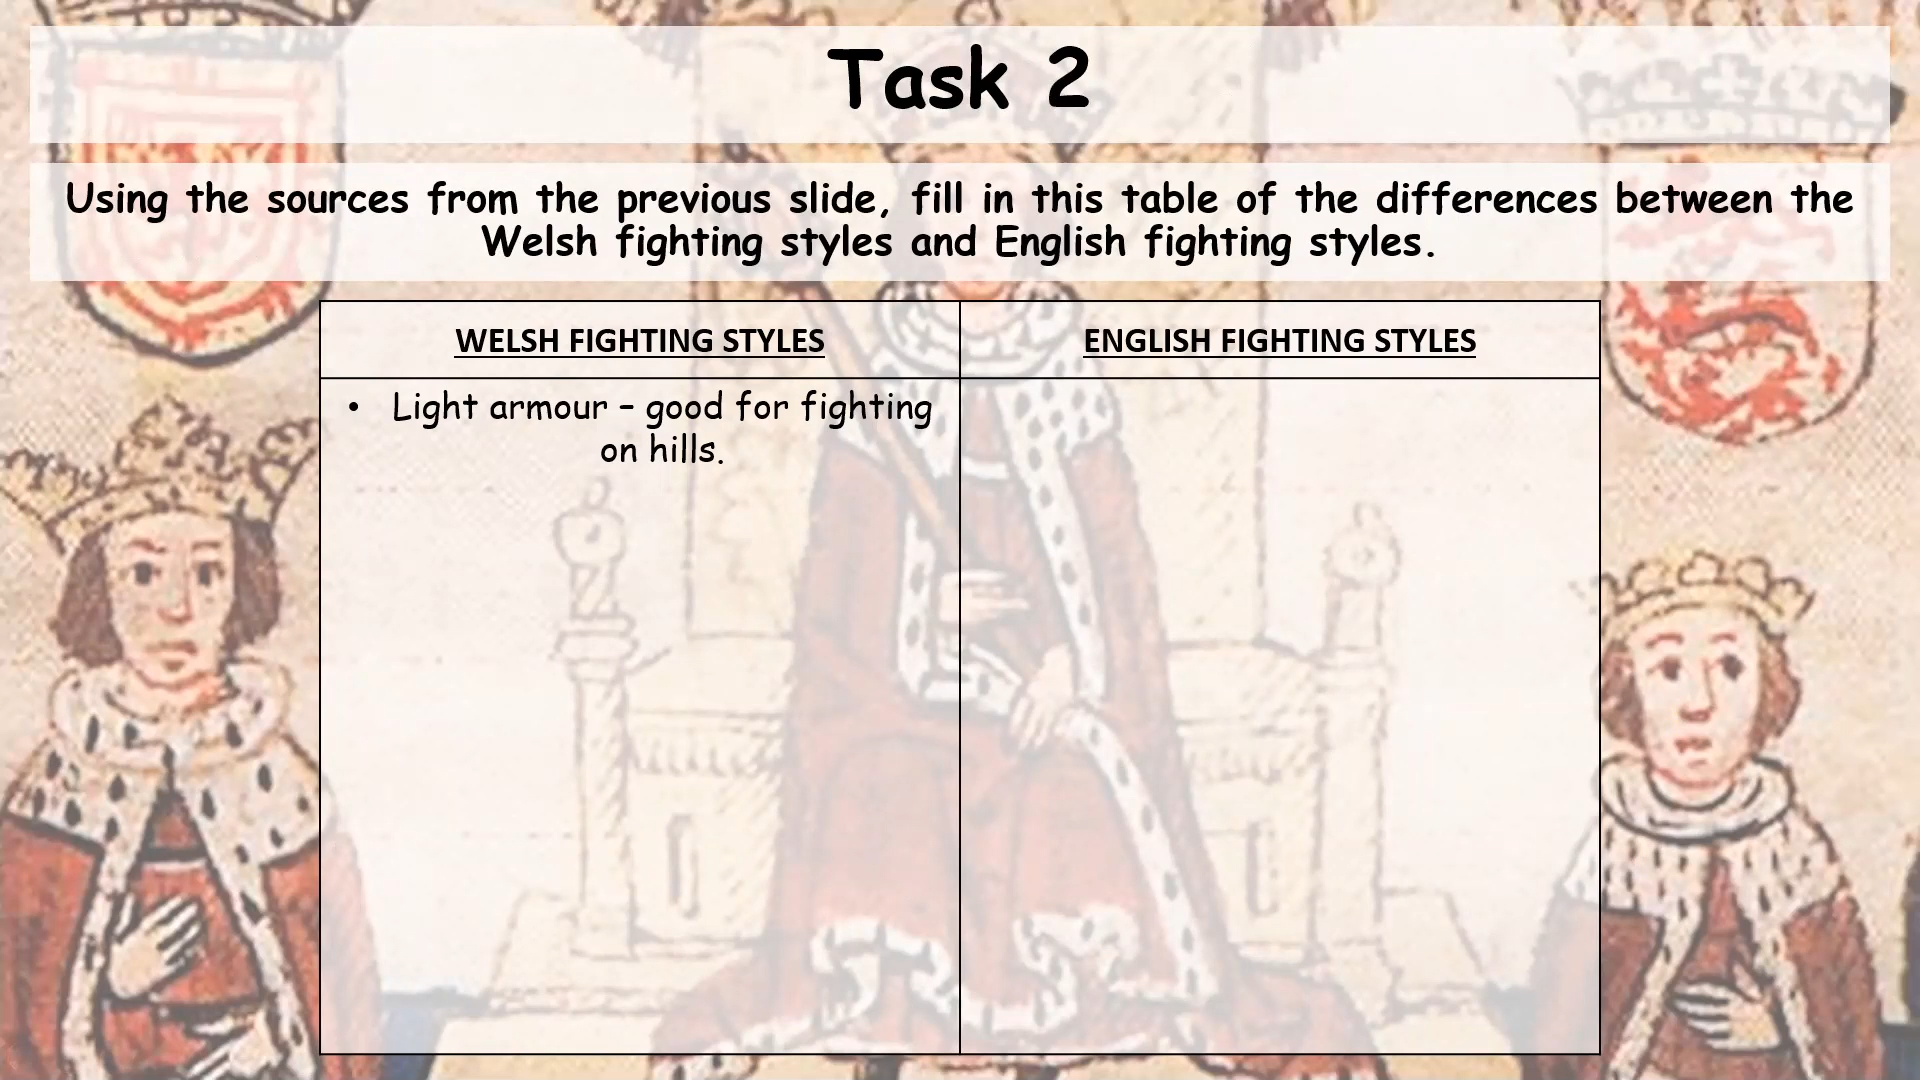 Task 2
Using the sources from the previous slide, fill in this table of the differences between the
Welsh fighting styles and English fighting styles.
WELSH FIGHTING STYLES
ENGLISH FIGHTING STYLES
• Light armour – good for fighting
on hills.